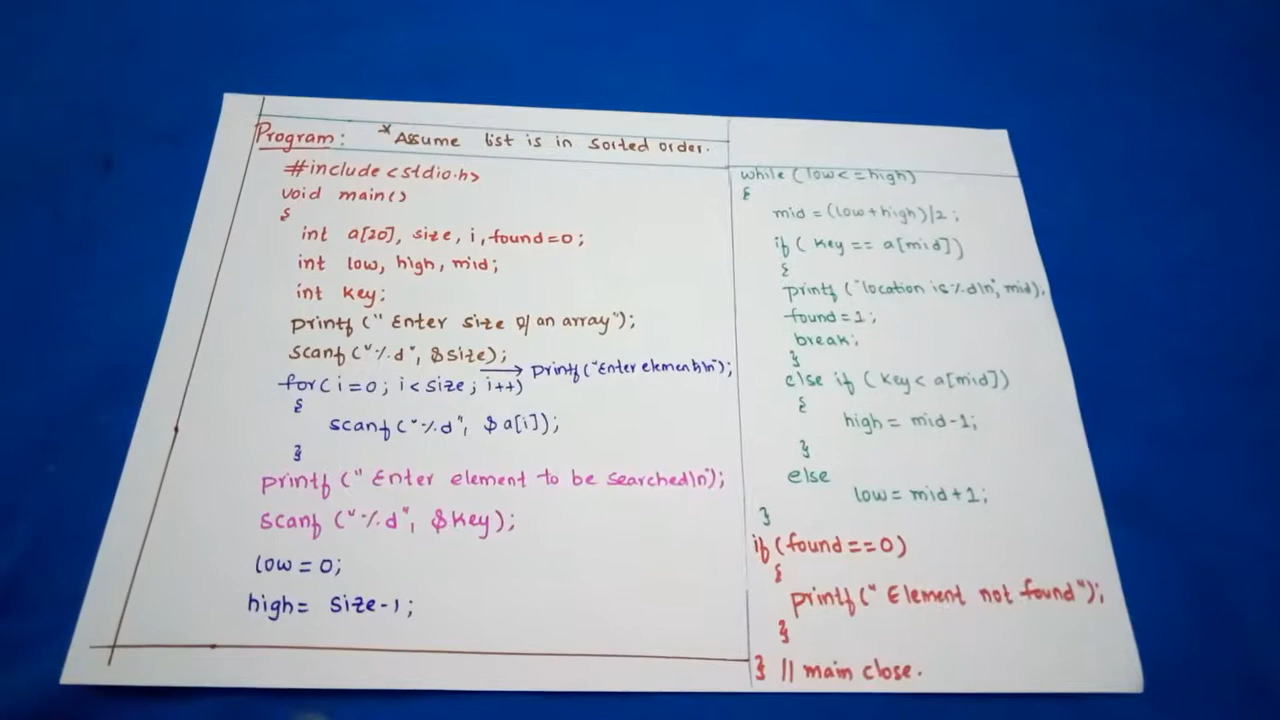 Program: *Assume list is in sorted order.
#include <stdio.h>
void main()
{
int a[20], size, i, found=0;
int low, high, mid;
int key;
printf (" Enter size of an array");
scanf ("%d", &size);
→ printf ("Enter elements\n");
for( i=0; i<size; i++)
{
scanf ("%d", &a[i]);
}
printf (" Enter element to be searched\n");
scanf ("%d", &key);
low = 0;
high = size-1;
while (low<=high)
{
mid = (low+high)/2;
if ( key == a[mid])
{
printf ("location is %d\n", mid),
found=1;
break;
}
else if ( key< a[mid])
{
high = mid-1;
}
else
low= mid+1;
}
if (found==0)
{
printf (" Element not found");
}
} // main close.